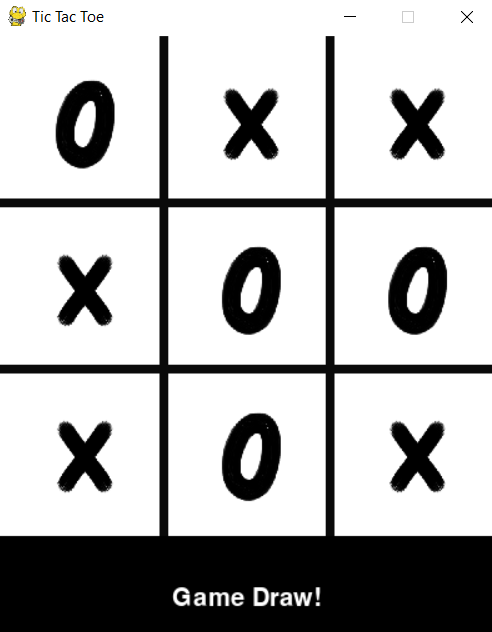 Tic Tac Toe
O X X
X O O
X O X
Game Draw!